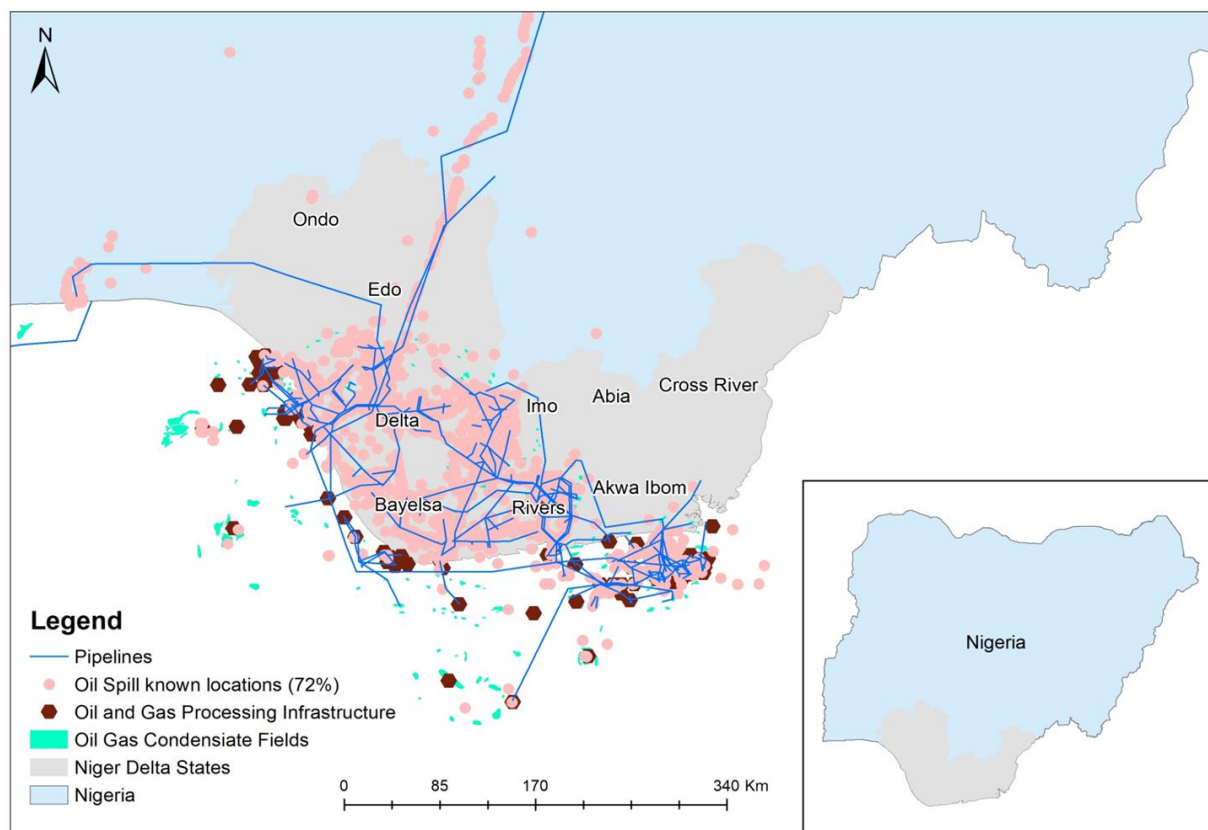 N
Ondo
Edo
Cross River
Abia
Imo
Delta
Akwa Ibom
Bayelsa
Rivers
Legend
Pipelines
Oil Spill known locations (72%)
Oil and Gas Processing Infrastructure
Oil Gas Condensiate Fields
Niger Delta States
Nigeria
0 85 170 340 Km
Nigeria